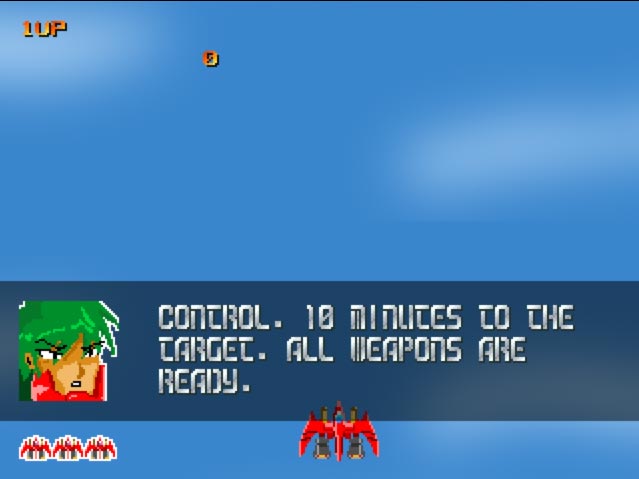 1UP
0
CONTROL. 10 MINUTES TO THE
TARGET. ALL WEAPONS ARE
READY.